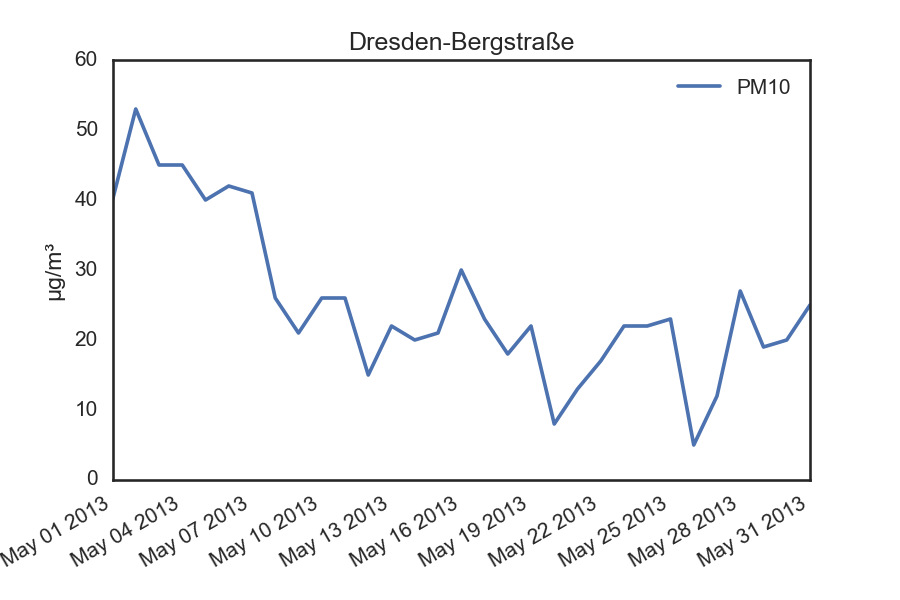 Dresden-Bergstraße
60
50
40
30
20
10
0
µg/m³
PM10
May 01 2013
May 04 2013
May 07 2013
May 10 2013
May 13 2013
May 16 2013
May 19 2013
May 22 2013
May 25 2013
May 28 2013
May 31 2013